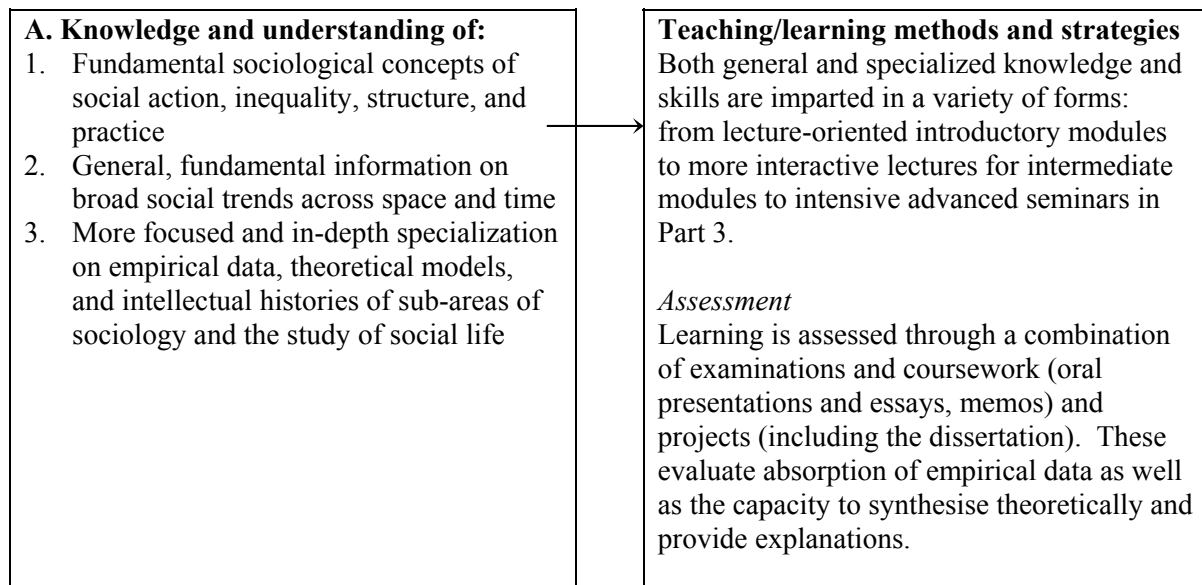 A. Knowledge and understanding of:
1. Fundamental sociological concepts of
social action, inequality, structure, and
practice
2. General, fundamental information on
broad social trends across space and time
3. More focused and in-depth specialization
on empirical data, theoretical models,
and intellectual histories of sub-areas of
sociology and the study of social life
Teaching/learning methods and strategies
Both general and specialized knowledge and
skills are imparted in a variety of forms:
from lecture-oriented introductory modules
to more interactive lectures for intermediate
modules to intensive advanced seminars in
Part 3.
Assessment
Learning is assessed through a combination
of examinations and coursework (oral
presentations and essays, memos) and
projects (including the dissertation).  These
evaluate absorption of empirical data as well
as the capacity to synthesise theoretically and
provide explanations.